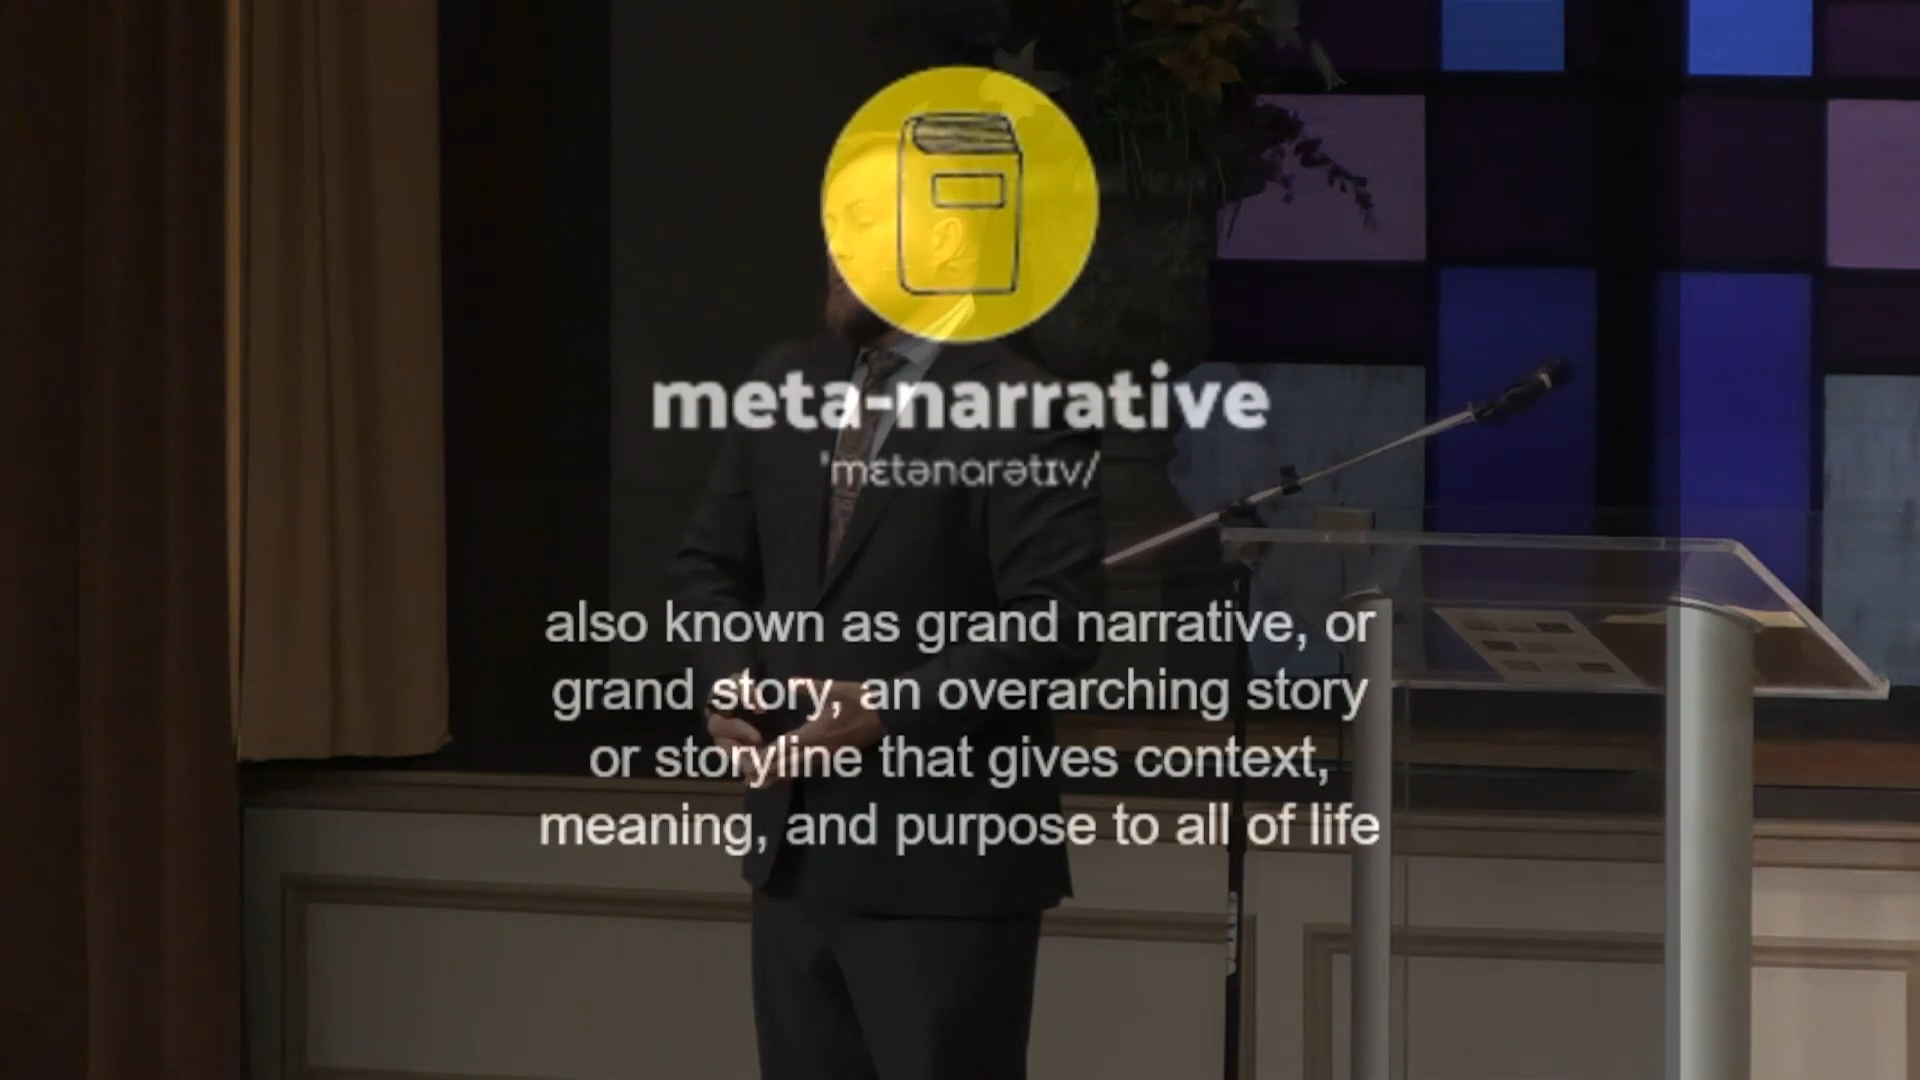 meta-narrative
'mɛtənɑrətɪv/
also known as grand narrative, or
grand story, an overarching story
or storyline that gives context,
meaning, and purpose to all of life